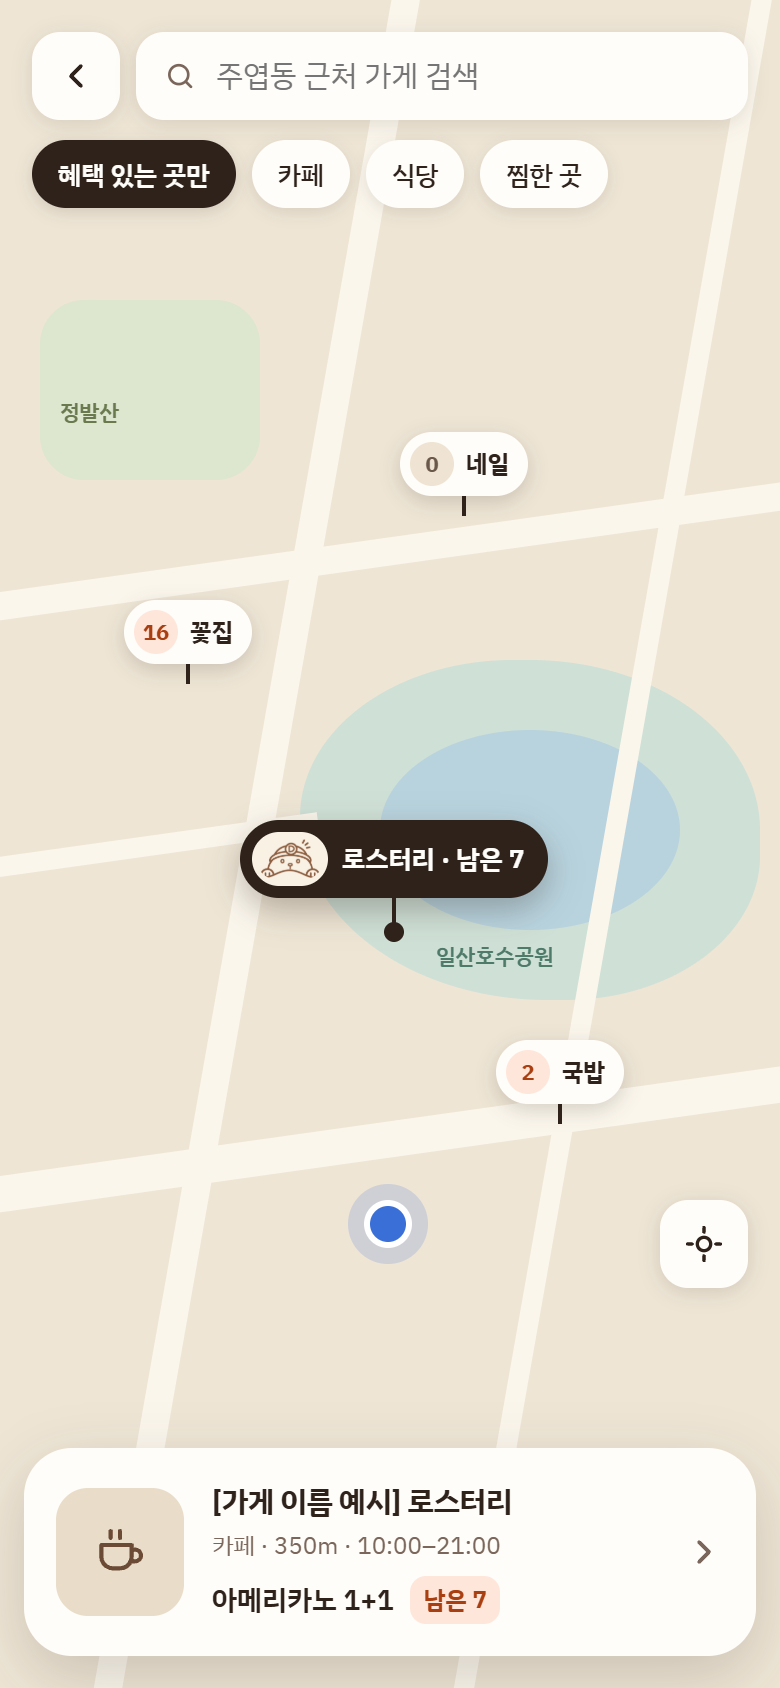 주엽동 근처 가게 검색
혜택 있는 곳만
카페
식당
찜한 곳
정발산
0 네일
16 꽃집
로스터리 · 남은 7
일산호수공원
2 국밥
[가게 이름 예시] 로스터리
카페 · 350m · 10:00–21:00
아메리카노 1+1 남은 7